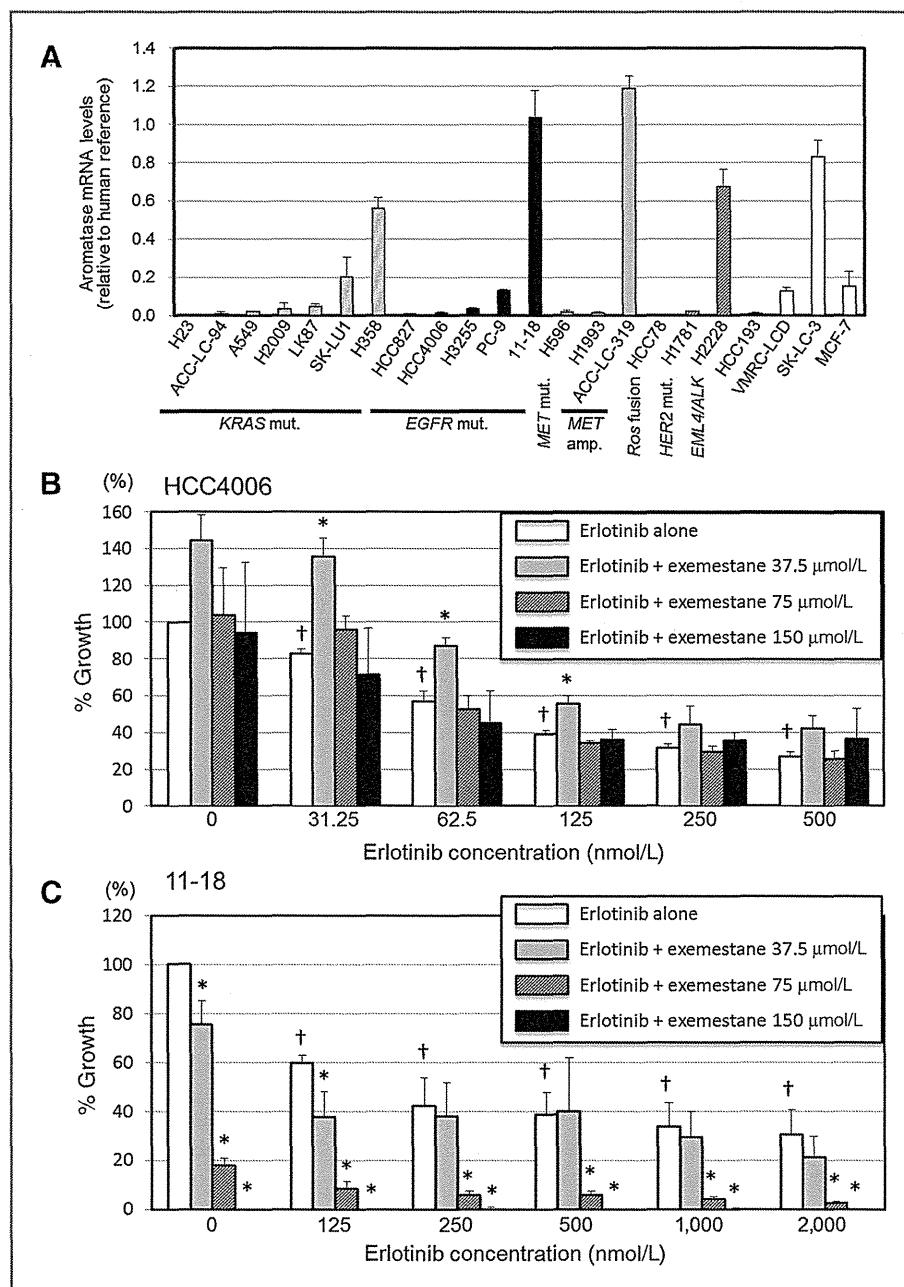 A
Aromatase mRNA levels
(relative to human reference)
1.4
1.2
1.0
0.8
0.6
0.4
0.2
0.0
H23
ACC-LC-94
A549
H2009
LK87
SK-LU1
H358
HCC827
HCC4006
H3255
PC-9
11-18
H596
H1993
ACC-LC-319
HCC78
H1781
H2228
HCC193
VMRC-LCD
SK-LC-3
MCF-7
KRAS mut.
EGFR mut.
MET mut.
MET
amp.
Ros fusion
HER2 mut.
EML4/ALK
B
(%)
HCC4006
% Growth
160
140
120
100
80
60
40
20
0
Erlotinib alone
Erlotinib + exemestane 37.5 μmol/L
Erlotinib + exemestane 75 μmol/L
Erlotinib + exemestane 150 μmol/L
† * † * † * † †
0 31.25 62.5 125 250 500
Erlotinib concentration (nmol/L)
C
(%)
11-18
% Growth
120
100
80
60
40
20
0
Erlotinib alone
Erlotinib + exemestane 37.5 μmol/L
Erlotinib + exemestane 75 μmol/L
Erlotinib + exemestane 150 μmol/L
* * * † * * * † * * † * * † * * † * *
0 125 250 500 1,000 2,000
Erlotinib concentration (nmol/L)